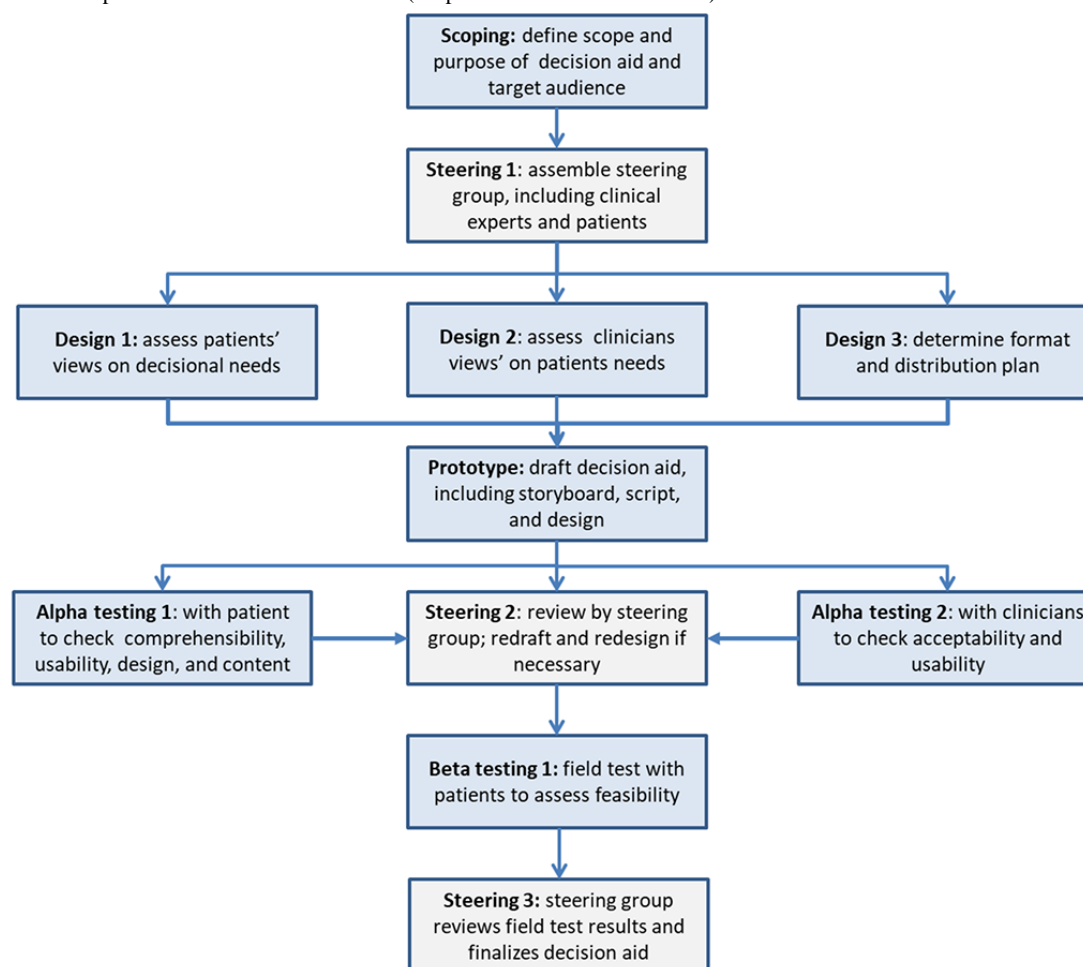 Scoping: define scope and
purpose of decision aid and
target audience
Steering 1: assemble steering
group, including clinical
experts and patients
Design 1: assess patients’
views on decisional needs
Design 2: assess clinicians
views’ on patients needs
Design 3: determine format
and distribution plan
Prototype: draft decision aid,
including storyboard, script,
and design
Alpha testing 1: with patient
to check comprehensibility,
usability, design, and content
Steering 2: review by steering
group; redraft and redesign if
necessary
Alpha testing 2: with clinicians
to check acceptability and
usability
Beta testing 1: field test with
patients to assess feasibility
Steering 3: steering group
reviews field test results and
finalizes decision aid